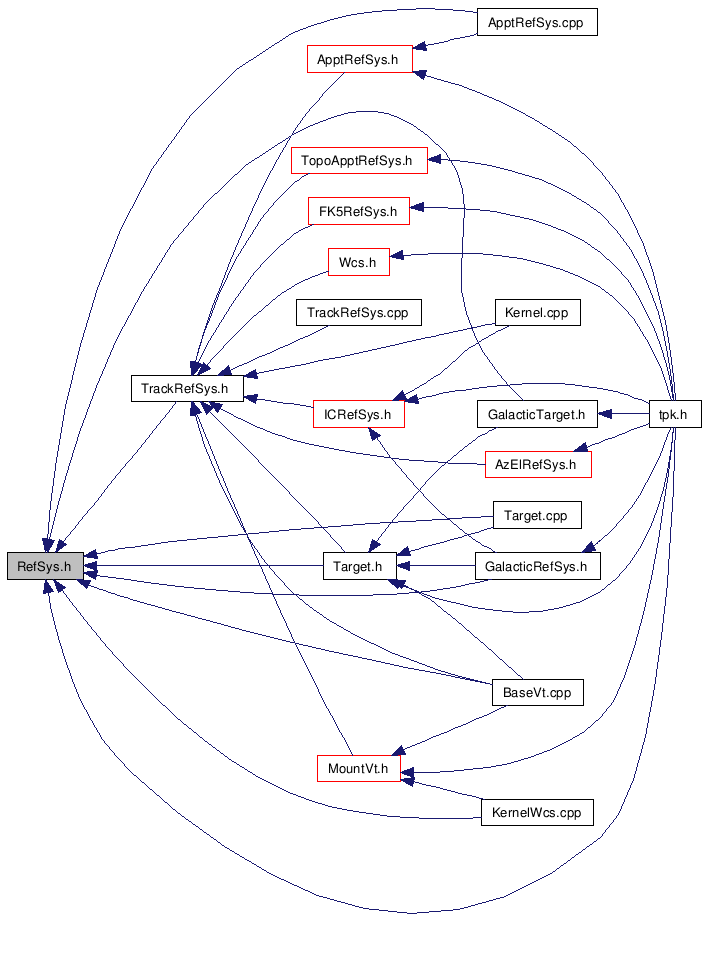 ApptRefSys.cpp
ApptRefSys.h
TopoApptRefSys.h
FK5RefSys.h
Wcs.h
TrackRefSys.cpp
Kernel.cpp
TrackRefSys.h
ICRefSys.h
GalacticTarget.h
tpk.h
AzElRefSys.h
Target.cpp
RefSys.h
Target.h
GalacticRefSys.h
BaseVt.cpp
MountVt.h
KernelWcs.cpp